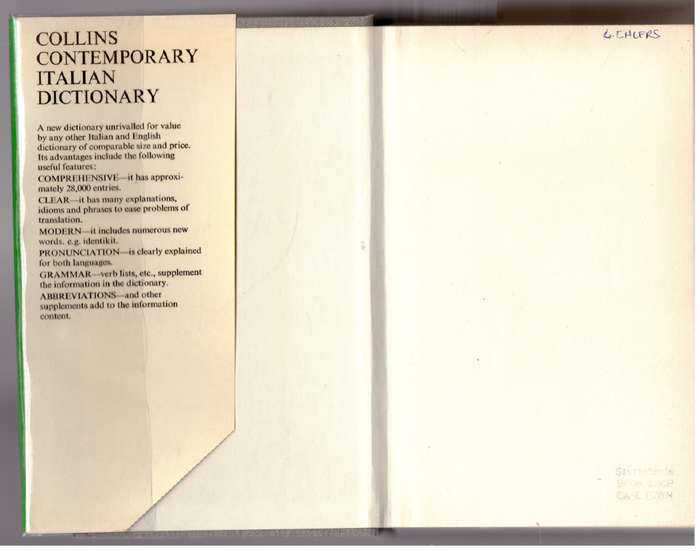 COLLINS
CONTEMPORARY
ITALIAN
DICTIONARY
A new dictionary unrivalled for value
by any other Italian and English
dictionary of comparable size and price.
Its advantages include the following
useful features:
COMPREHENSIVE—it has approxi-
mately 28,000 entries.
CLEAR—it has many explanations,
idioms and phrases to ease problems of
translation.
MODERN—it includes numerous new
words, e.g. identikit.
PRONUNCIATION—is clearly explained
for both languages.
GRAMMAR—verb lists, etc., supplement
the information in the dictionary.
ABBREVIATIONS—and other
supplements add to the information
content.
G. EHLERS